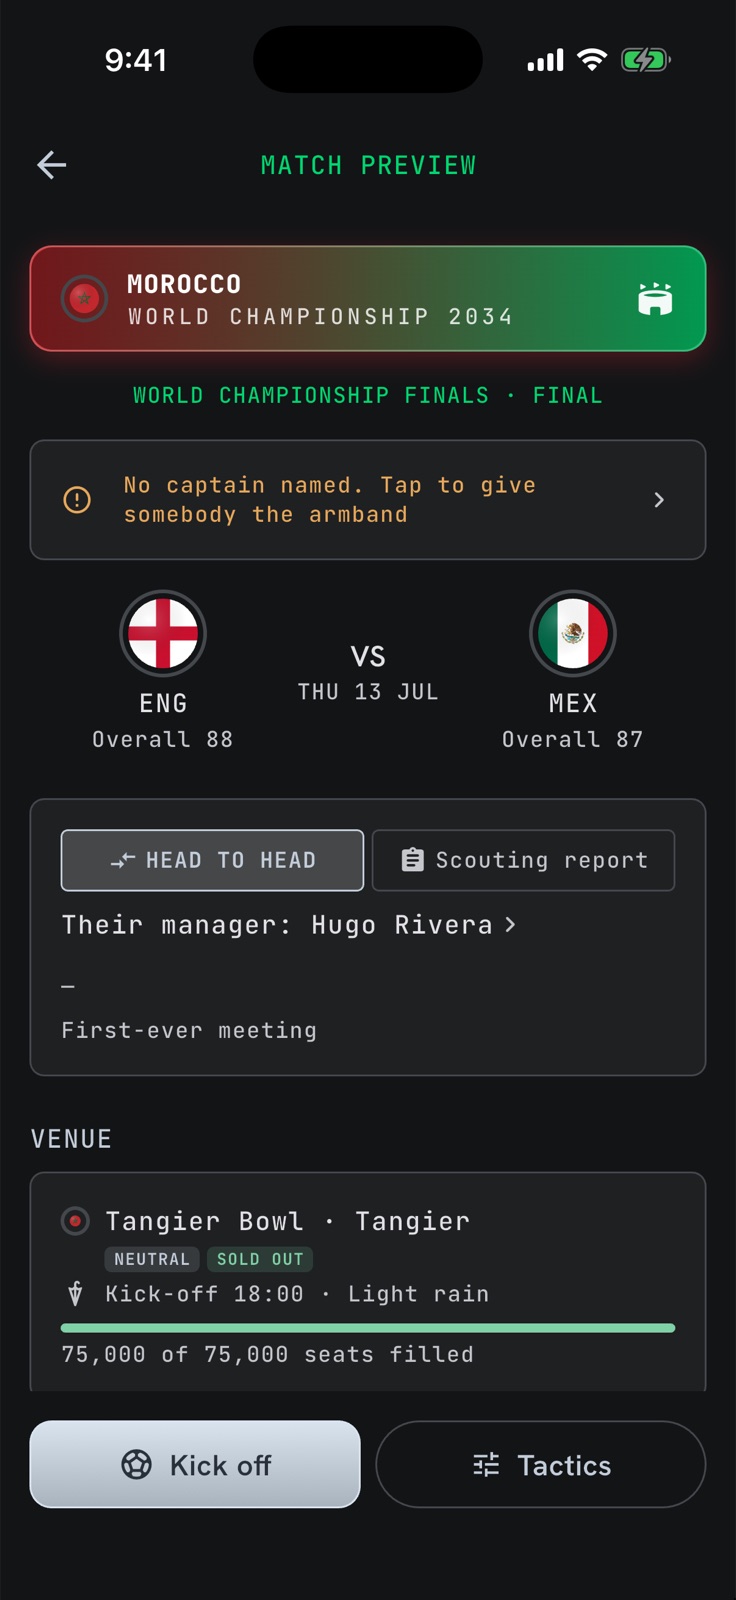 9:41
MATCH PREVIEW
MOROCCO
WORLD CHAMPIONSHIP 2034
WORLD CHAMPIONSHIP FINALS · FINAL
No captain named. Tap to give
somebody the armband
VS
THU 13 JUL
ENG
Overall 88
MEX
Overall 87
HEAD TO HEAD
Scouting report
Their manager: Hugo Rivera
–
First-ever meeting
VENUE
Tangier Bowl · Tangier
NEUTRAL SOLD OUT
Kick-off 18:00 · Light rain
75,000 of 75,000 seats filled
Kick off
Tactics